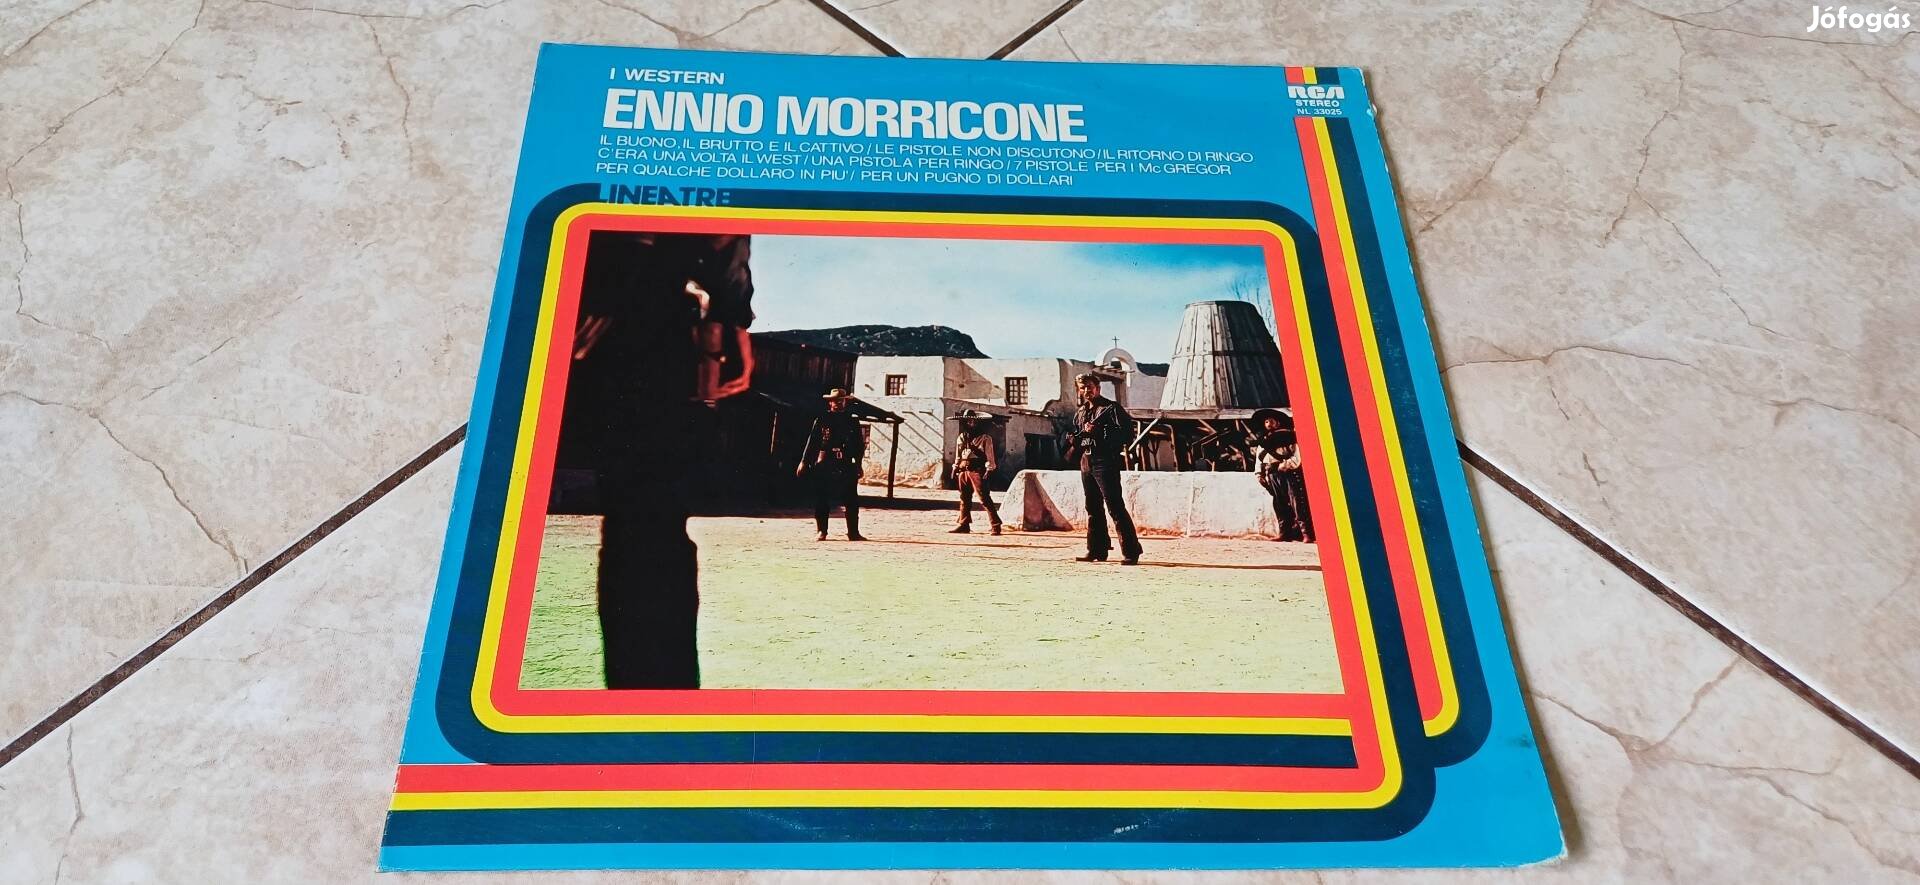 Jófogás
I WESTERN
ENNIO MORRICONE
IL BUONO, IL BRUTTO E IL CATTIVO / LE PISTOLE NON DISCUTONO / IL RITORNO DI RINGO
C'ERA UNA VOLTA IL WEST / UNA PISTOLA PER RINGO / 7 PISTOLE PER I Mc GREGOR
PER QUALCHE DOLLARO IN PIU' / PER UN PUGNO DI DOLLARI
LINEATRE
RCA
STEREO
NL 33025